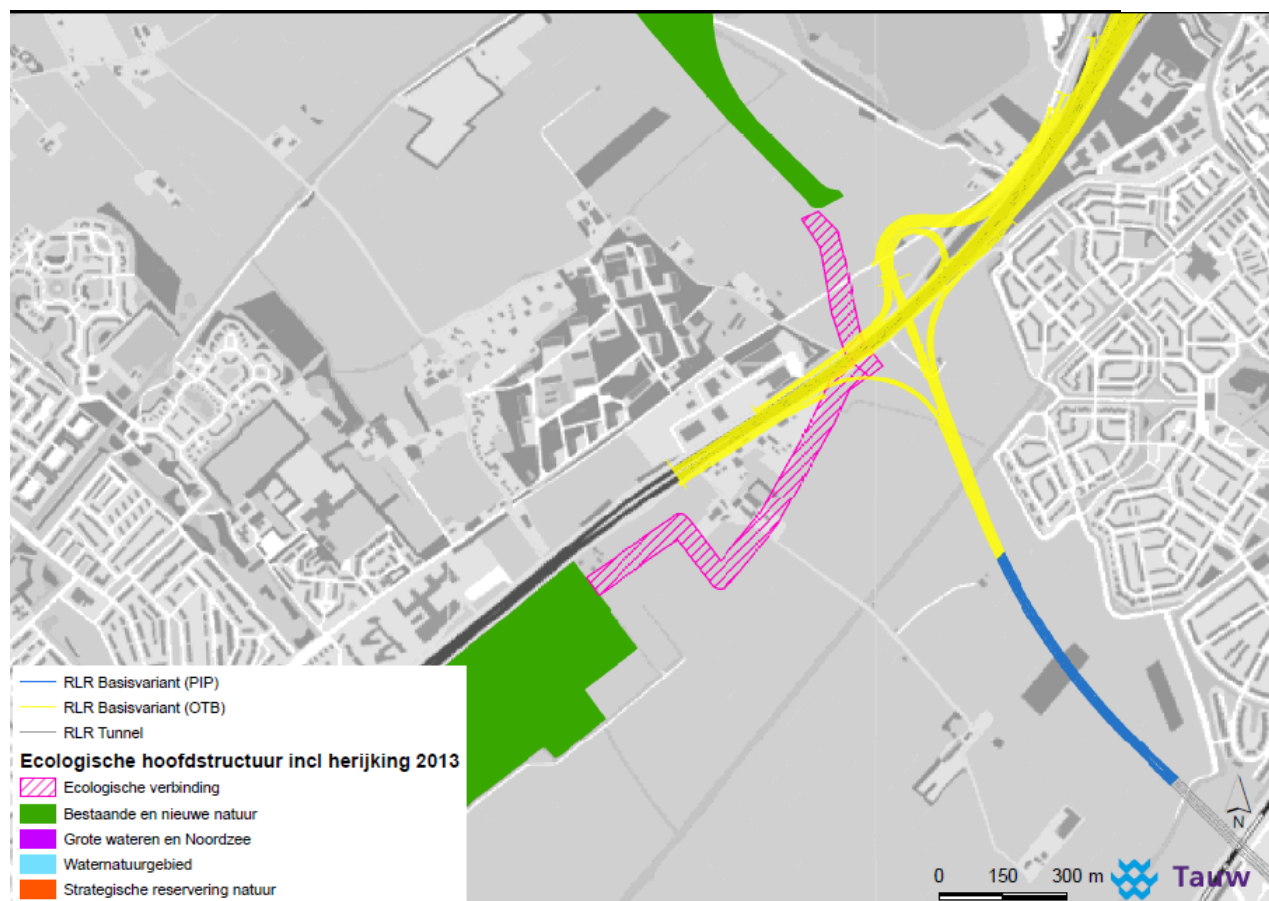 RLR Basisvariant (PIP)
RLR Basisvariant (OTB)
RLR Tunnel
Ecologische hoofdstructuur incl herijking 2013
Ecologische verbinding
Bestaande en nieuwe natuur
Grote wateren en Noordzee
Waternatuurgebied
Strategische reservering natuur
N
0 150 300 m
Tauw